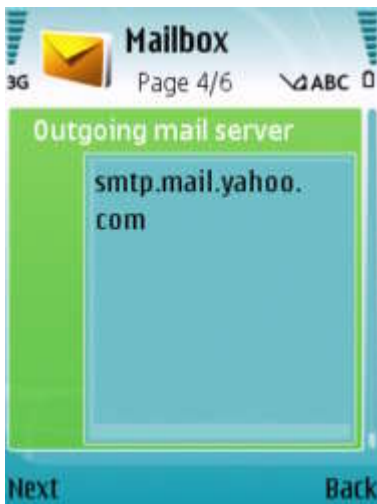 Mailbox
3G Page 4/6 ABC
Outgoing mail server
smtp.mail.yahoo.
com
Next Back